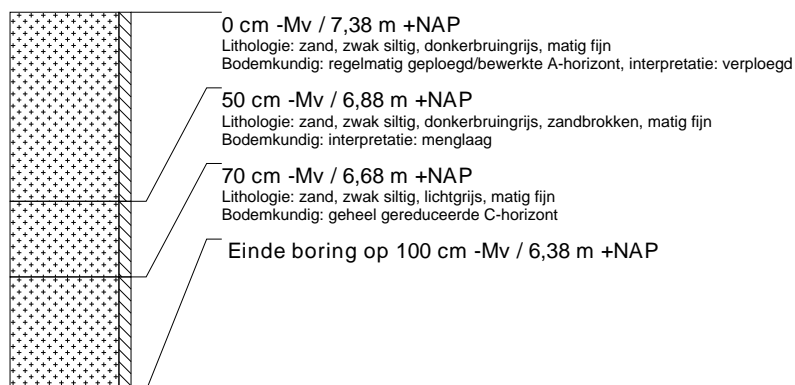 0 cm -Mv / 7,38 m +NAP
Lithologie: zand, zwak siltig, donkerbruingrijs, matig fijn
Bodemkundig: regelmatig geploegd/bewerkte A-horizont, interpretatie: verploegd
50 cm -Mv / 6,88 m +NAP
Lithologie: zand, zwak siltig, donkerbruingrijs, zandbrokken, matig fijn
Bodemkundig: interpretatie: menglaag
70 cm -Mv / 6,68 m +NAP
Lithologie: zand, zwak siltig, lichtgrijs, matig fijn
Bodemkundig: geheel gereduceerde C-horizont
Einde boring op 100 cm -Mv / 6,38 m +NAP